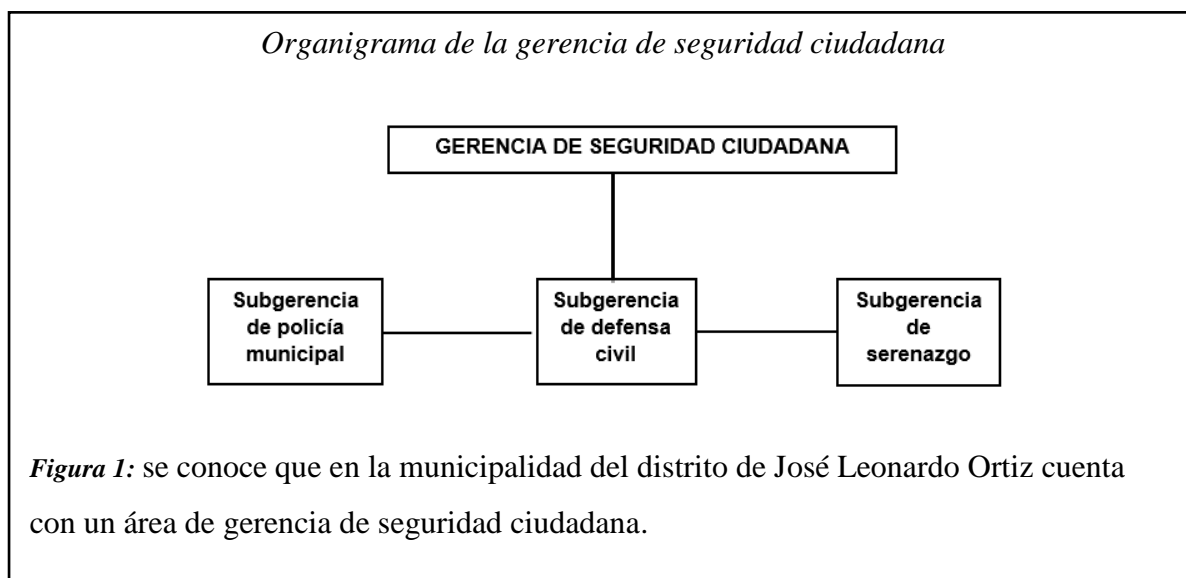 Organigrama de la gerencia de seguridad ciudadana
GERENCIA DE SEGURIDAD CIUDADANA
Subgerencia
de policía
municipal
Subgerencia
de defensa
civil
Subgerencia
de
serenazgo
Figura 1: se conoce que en la municipalidad del distrito de José Leonardo Ortiz cuenta
con un área de gerencia de seguridad ciudadana.